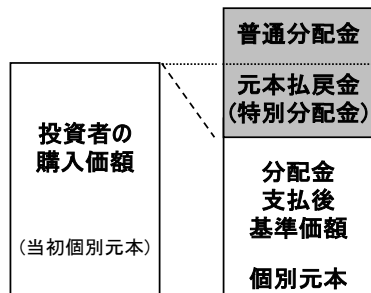 投資者の
購入価額
(当初個別元本)
普通分配金
元本払戻金
(特別分配金)
分配金
支払後
基準価額
個別元本